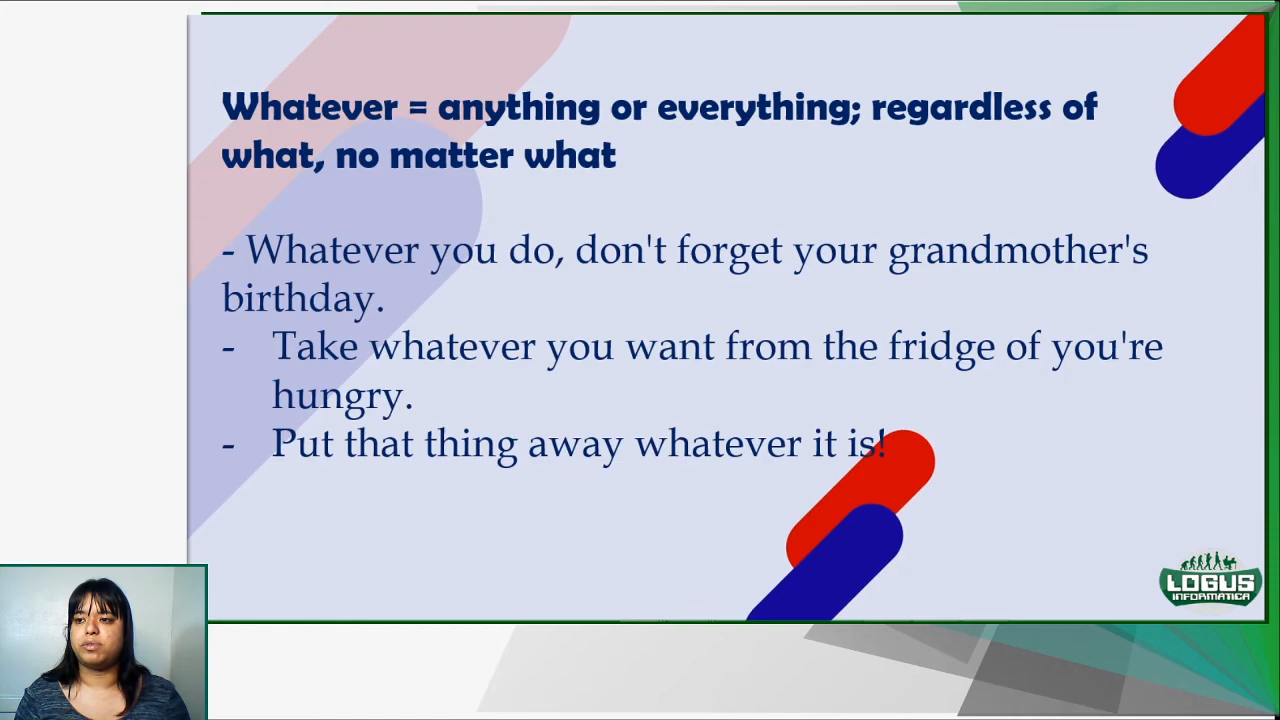 Whatever = anything or everything; regardless of
what, no matter what
- Whatever you do, don't forget your grandmother's
birthday.
- Take whatever you want from the fridge of you're
hungry.
- Put that thing away whatever it is!
LOGUS
INFORMATICA